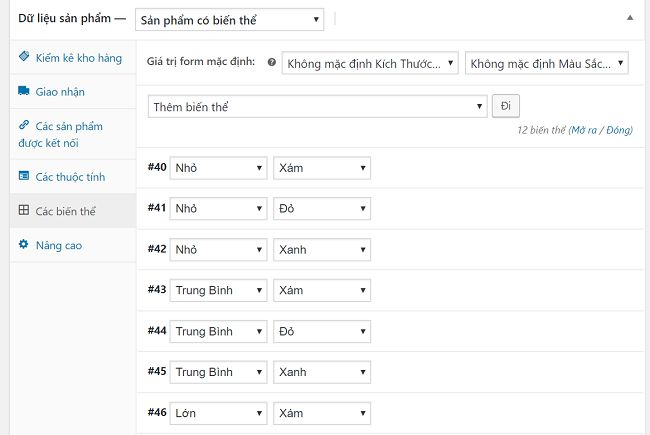 Dữ liệu sản phẩm — Sản phẩm có biến thể
Kiểm kê kho hàng
Giao nhận
Các sản phẩm
được kết nối
Các thuộc tính
Các biến thể
Nâng cao
Giá trị form mặc định: Không mặc định Kích Thước... Không mặc định Màu Sắc...
Thêm biến thể Đi
12 biến thể (Mở ra / Đóng)
#40 Nhỏ Xám
#41 Nhỏ Đỏ
#42 Nhỏ Xanh
#43 Trung Bình Xám
#44 Trung Bình Đỏ
#45 Trung Bình Xanh
#46 Lớn Xám